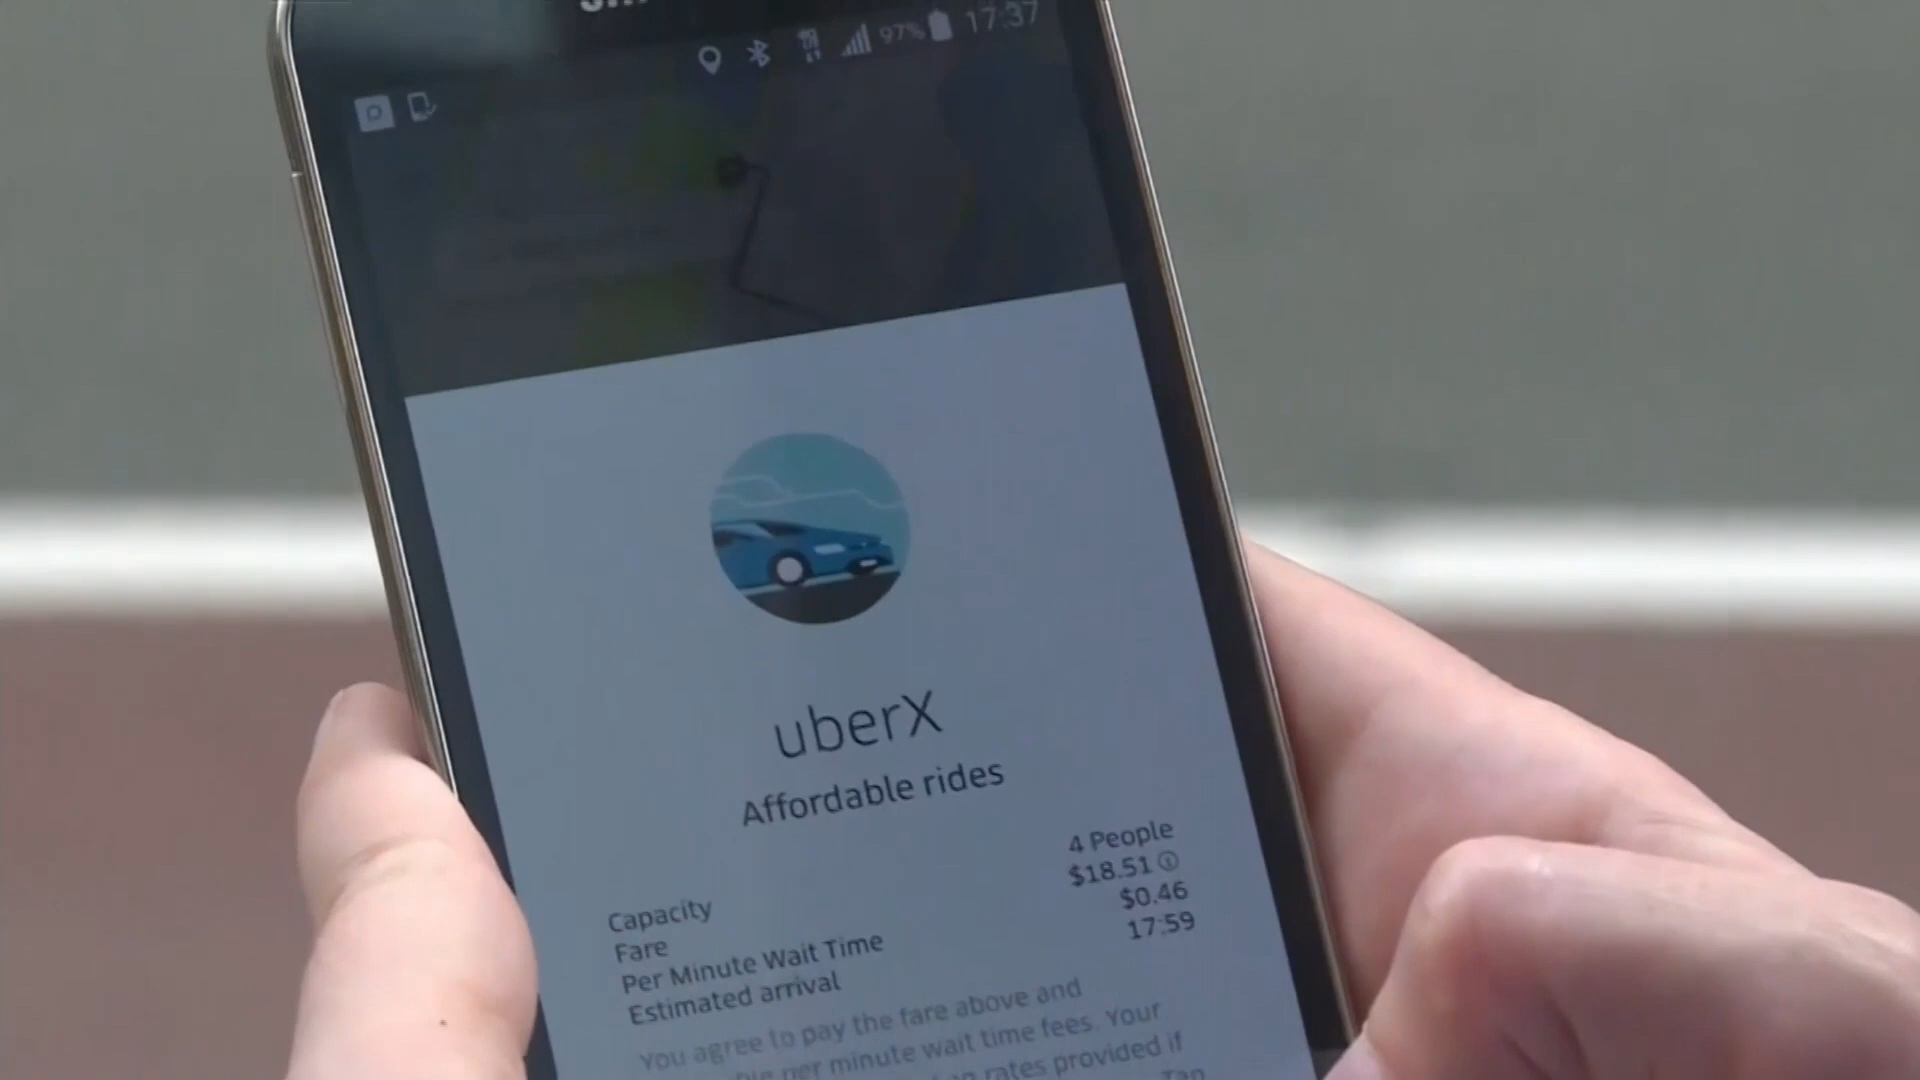 97% 17:37
uberX
Affordable rides
Capacity 4 People
Fare $18.51
Per Minute Wait Time $0.46
Estimated arrival 17:59
You agree to pay the fare above and
per minute wait time fees. Your
rates provided if
Tap